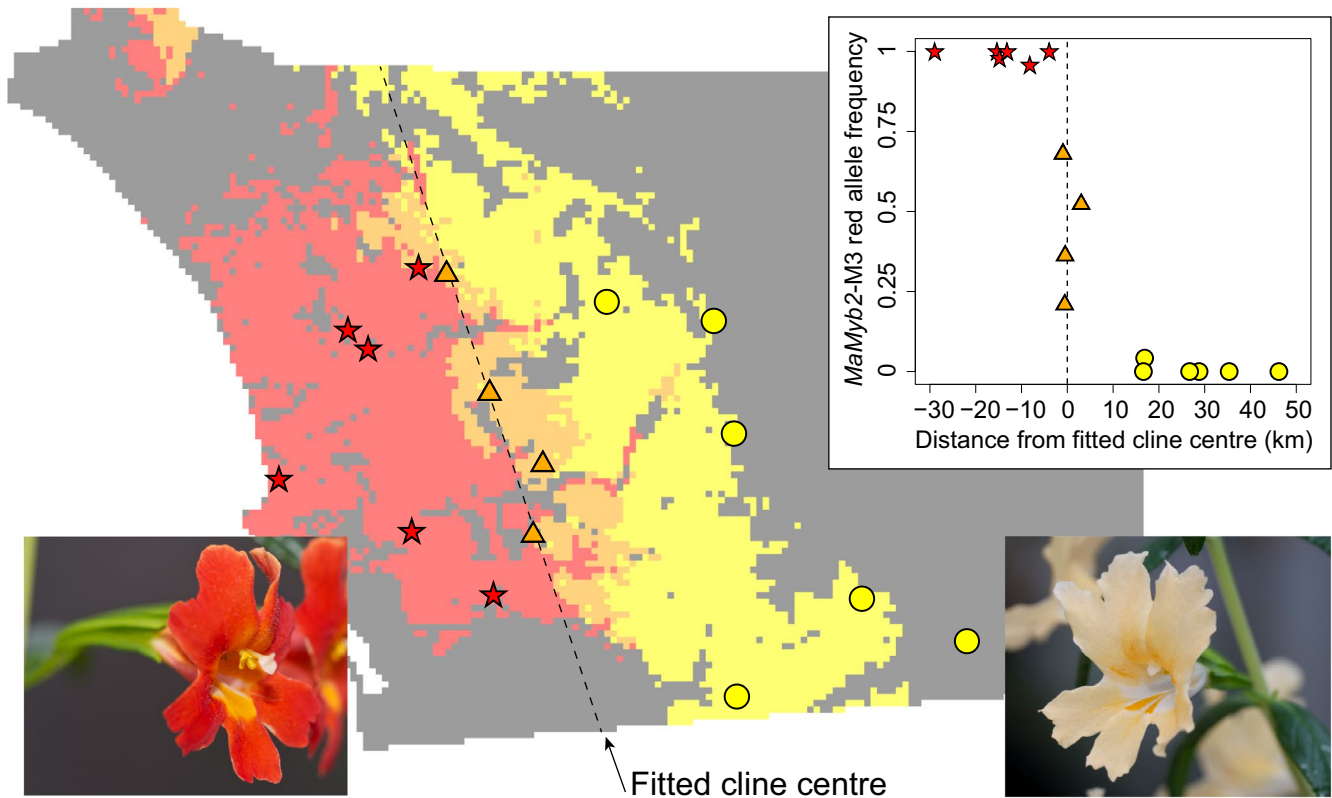 MaMyb2-M3 red allele frequency
1
0.75
0.5
0.25
0
−30 −20 −10 0 10 20 30 40 50
Distance from fitted cline centre (km)
Fitted cline centre